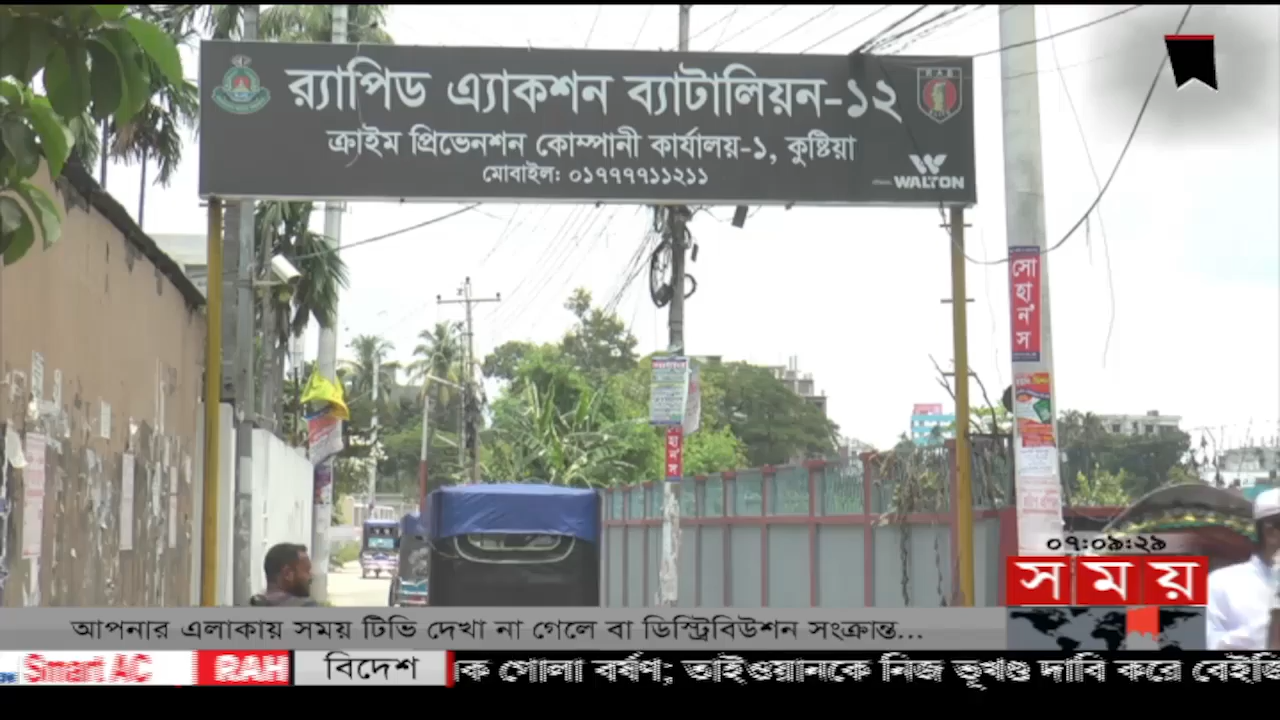 র‍্যাপিড এ্যাকশন ব্যাটালিয়ন-১২
ক্রাইম প্রিভেনশন কোম্পানী কার্যালয়-১, কুষ্টিয়া
মোবাইল: ০১৭৭৭৭১১২১১
WALTON
সোহান'স
হান'স
০৭:০৯:২৯
সময়
আপনার এলাকায় সময় টিভি দেখা না গেলে বা ডিস্ট্রিবিউশন সংক্রান্ত...
Smart AC RAH বিদেশ ক গোলা বর্ষণ; তাইওয়ানকে নিজ ভূখণ্ড দাবি করে বেইজি